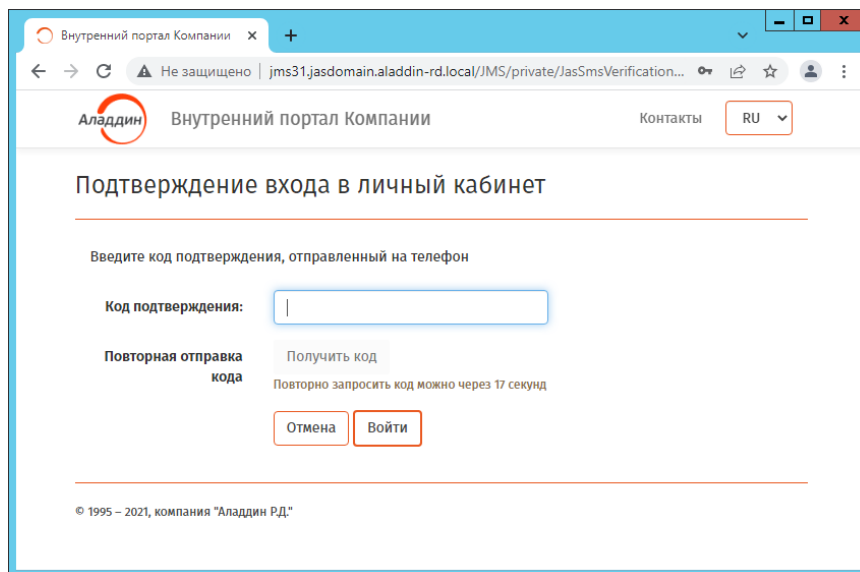 Внутренний портал Компании
Не защищено | jms31.jasdomain.aladdin-rd.local/JMS/private/JasSmsVerification...
Аладдин Внутренний портал Компании Контакты RU
Подтверждение входа в личный кабинет
Введите код подтверждения, отправленный на телефон
Код подтверждения:
Повторная отправка Получить код
кода Повторно запросить код можно через 17 секунд
Отмена Войти
© 1995 – 2021, компания "Аладдин Р.Д."